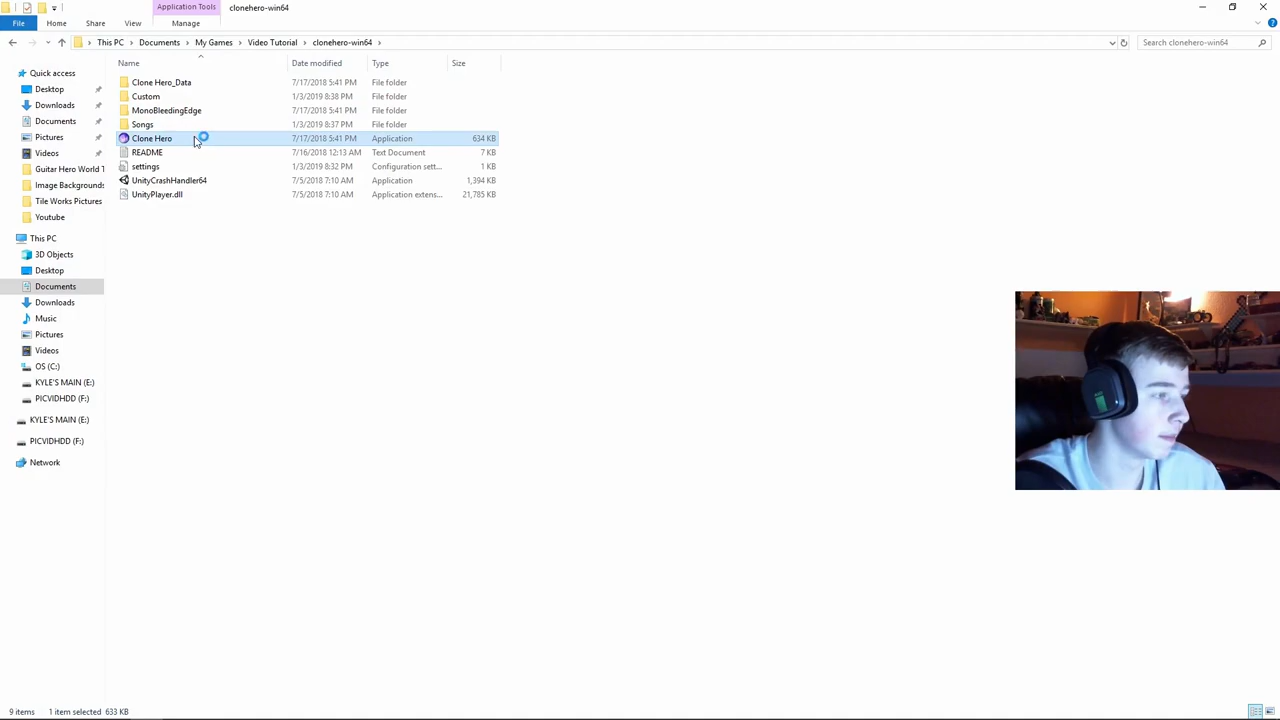 Application Tools
clonehero-win64
File
Home
Share
View
Manage
This PC
Documents
My Games
Video Tutorial
clonehero-win64
Search clonehero-win64
Name
Date modified
Type
Size
Quick access
Desktop
Downloads
Documents
Pictures
Videos
Guitar Hero World T
Image Backgrounds
Tile Works Pictures
Youtube
This PC
3D Objects
Desktop
Documents
Downloads
Music
Pictures
Videos
OS (C:)
KYLE'S MAIN (E:)
PICVIDHDD (F:)
KYLE'S MAIN (E:)
PICVIDHDD (F:)
Network
Clone Hero_Data 7/17/2018 5:41 PM File folder
Custom 1/3/2019 8:38 PM File folder
MonoBleedingEdge 7/17/2018 5:41 PM File folder
Songs 1/3/2019 8:37 PM File folder
Clone Hero 7/17/2018 5:41 PM Application 634 KB
README 7/16/2018 12:13 AM Text Document 7 KB
settings 1/3/2019 8:32 PM Configuration sett... 1 KB
UnityCrashHandler64 7/5/2018 7:10 AM Application 1,394 KB
UnityPlayer.dll 7/5/2018 7:10 AM Application extens... 21,785 KB
9 items 1 item selected 633 KB